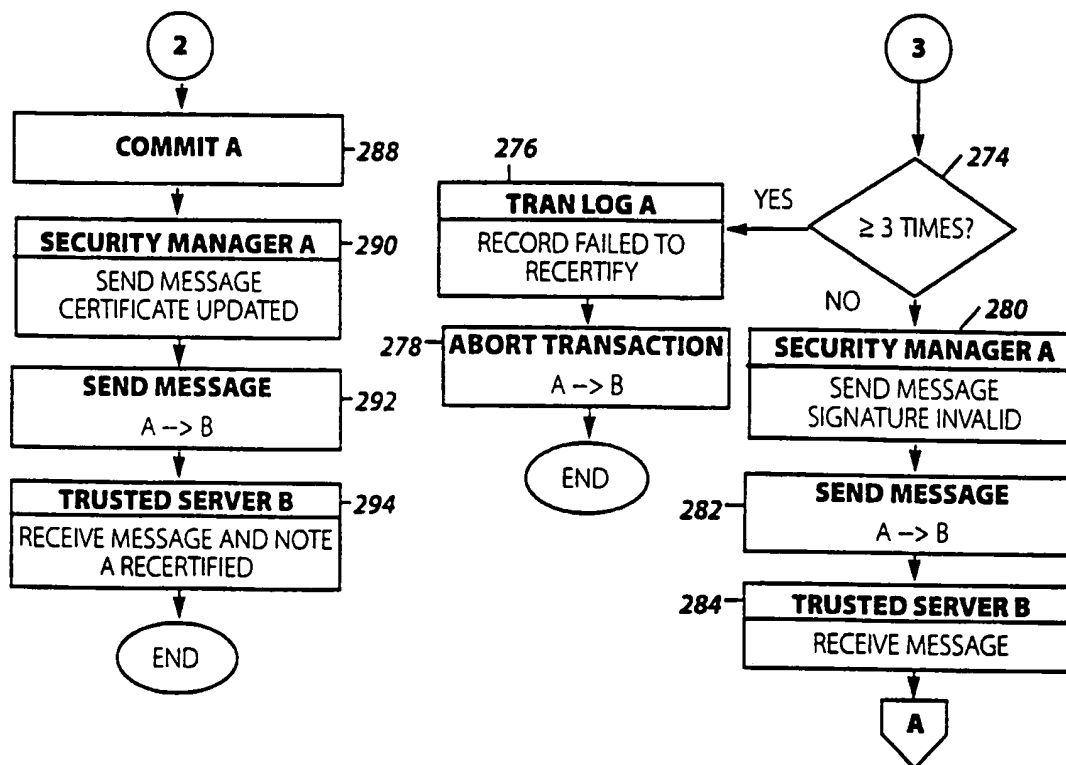 2
COMMIT A
288
SECURITY MANAGER A
290
SEND MESSAGE
CERTIFICATE UPDATED
SEND MESSAGE
292
A --> B
TRUSTED SERVER B
294
RECEIVE MESSAGE AND NOTE
A RECERTIFIED
END
276
TRAN LOG A
RECORD FAILED TO
RECERTIFY
278
ABORT TRANSACTION
A --> B
END
3
274
YES
≥ 3 TIMES?
NO
280
SECURITY MANAGER A
SEND MESSAGE
SIGNATURE INVALID
SEND MESSAGE
282
A --> B
284
TRUSTED SERVER B
RECEIVE MESSAGE
A